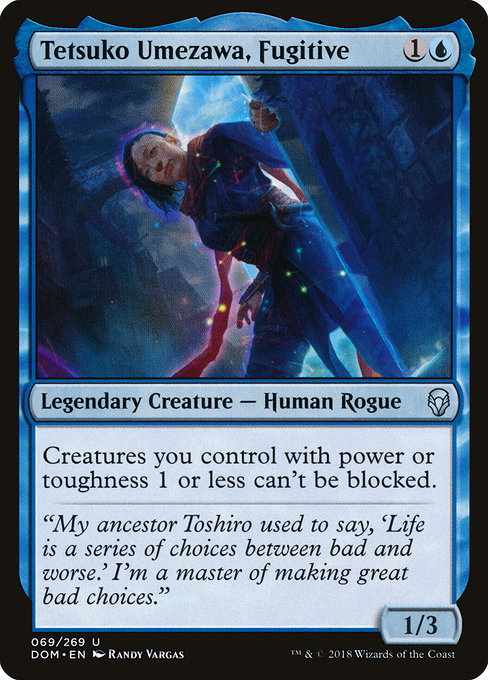 Tetsuko Umezawa, Fugitive 1
Legendary Creature — Human Rogue
Creatures you control with power or
toughness 1 or less can't be blocked.
“My ancestor Toshiro used to say, ‘Life
is a series of choices between bad and
worse.’ I'm a master of making great
bad choices.”
1/3
069/269 U
DOM • EN Randy Vargas
™ & © 2018 Wizards of the Coast